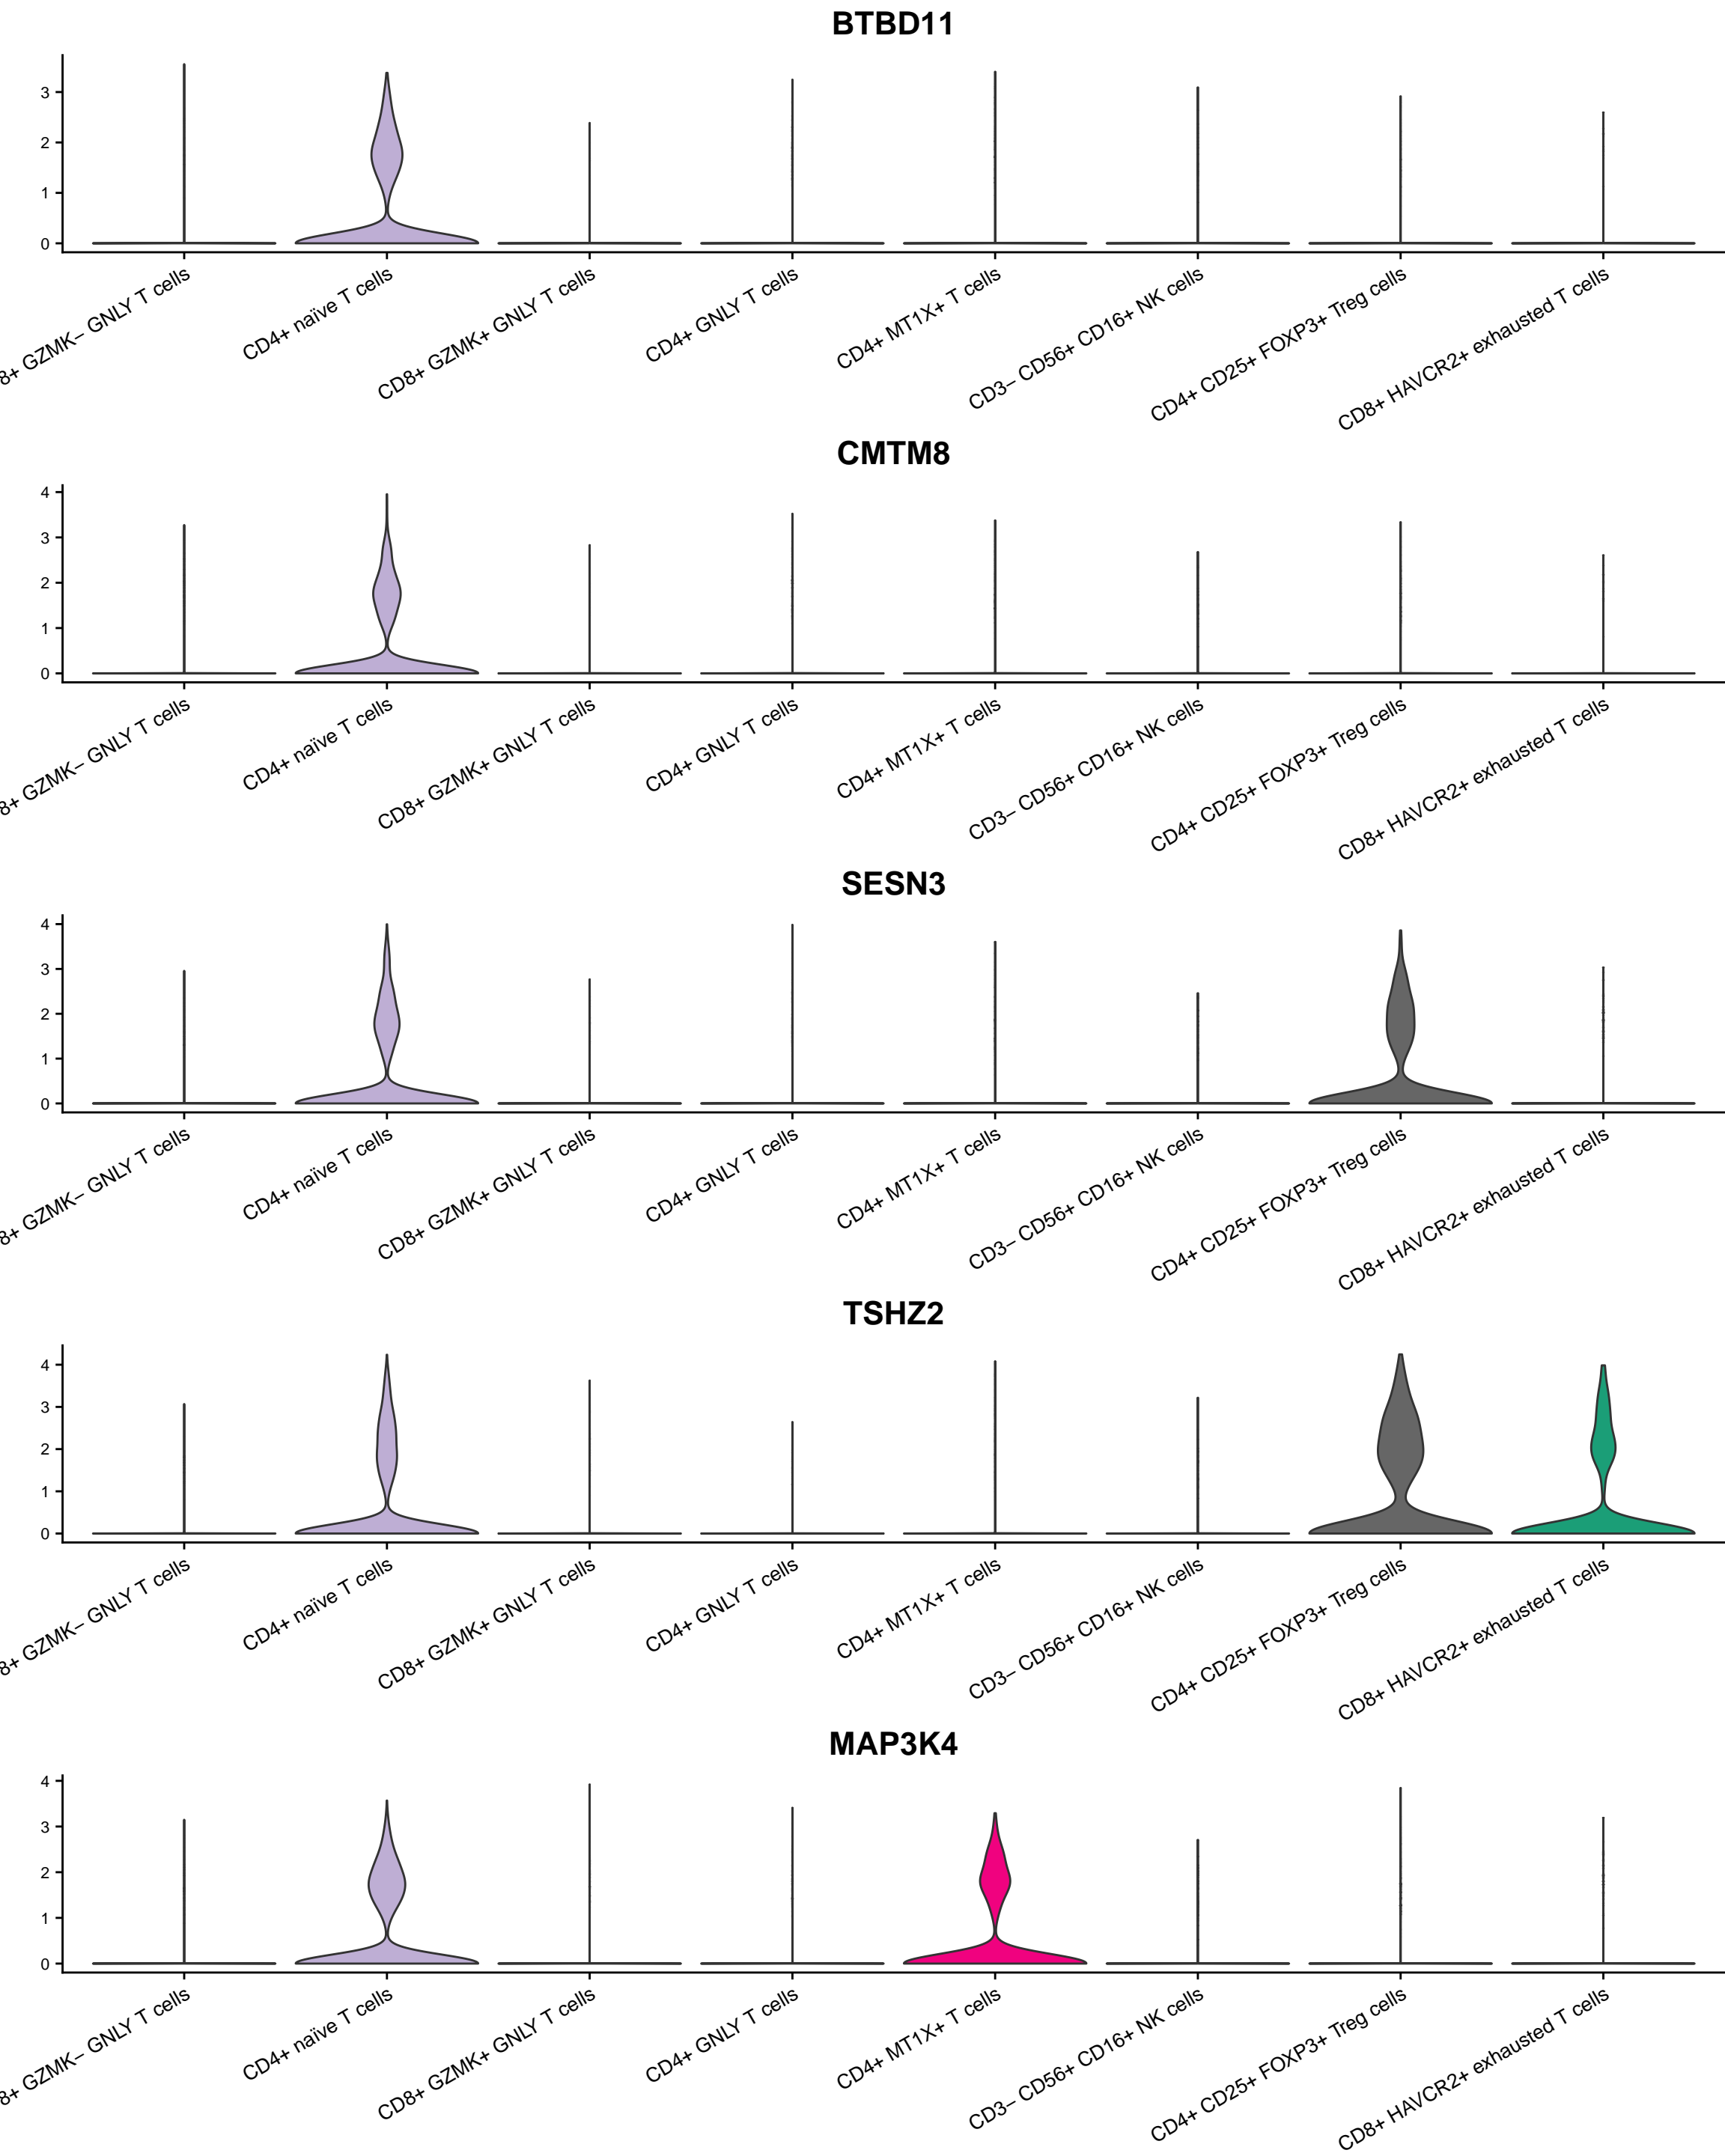 BTBD11
3
2
1
0
8+ GZMK– GNLY T cells
CD4+ naïve T cells
CD8+ GZMK+ GNLY T cells
CD4+ GNLY T cells
CD4+ MT1X+ T cells
CD3– CD56+ CD16+ NK cells
CD4+ CD25+ FOXP3+ Treg cells
CD8+ HAVCR2+ exhausted T cells
CMTM8
4
3
2
1
0
8+ GZMK– GNLY T cells
CD4+ naïve T cells
CD8+ GZMK+ GNLY T cells
CD4+ GNLY T cells
CD4+ MT1X+ T cells
CD3– CD56+ CD16+ NK cells
CD4+ CD25+ FOXP3+ Treg cells
CD8+ HAVCR2+ exhausted T cells
SESN3
4
3
2
1
0
8+ GZMK– GNLY T cells
CD4+ naïve T cells
CD8+ GZMK+ GNLY T cells
CD4+ GNLY T cells
CD4+ MT1X+ T cells
CD3– CD56+ CD16+ NK cells
CD4+ CD25+ FOXP3+ Treg cells
CD8+ HAVCR2+ exhausted T cells
TSHZ2
4
3
2
1
0
8+ GZMK– GNLY T cells
CD4+ naïve T cells
CD8+ GZMK+ GNLY T cells
CD4+ GNLY T cells
CD4+ MT1X+ T cells
CD3– CD56+ CD16+ NK cells
CD4+ CD25+ FOXP3+ Treg cells
CD8+ HAVCR2+ exhausted T cells
MAP3K4
4
3
2
1
0
8+ GZMK– GNLY T cells
CD4+ naïve T cells
CD8+ GZMK+ GNLY T cells
CD4+ GNLY T cells
CD4+ MT1X+ T cells
CD3– CD56+ CD16+ NK cells
CD4+ CD25+ FOXP3+ Treg cells
CD8+ HAVCR2+ exhausted T cells